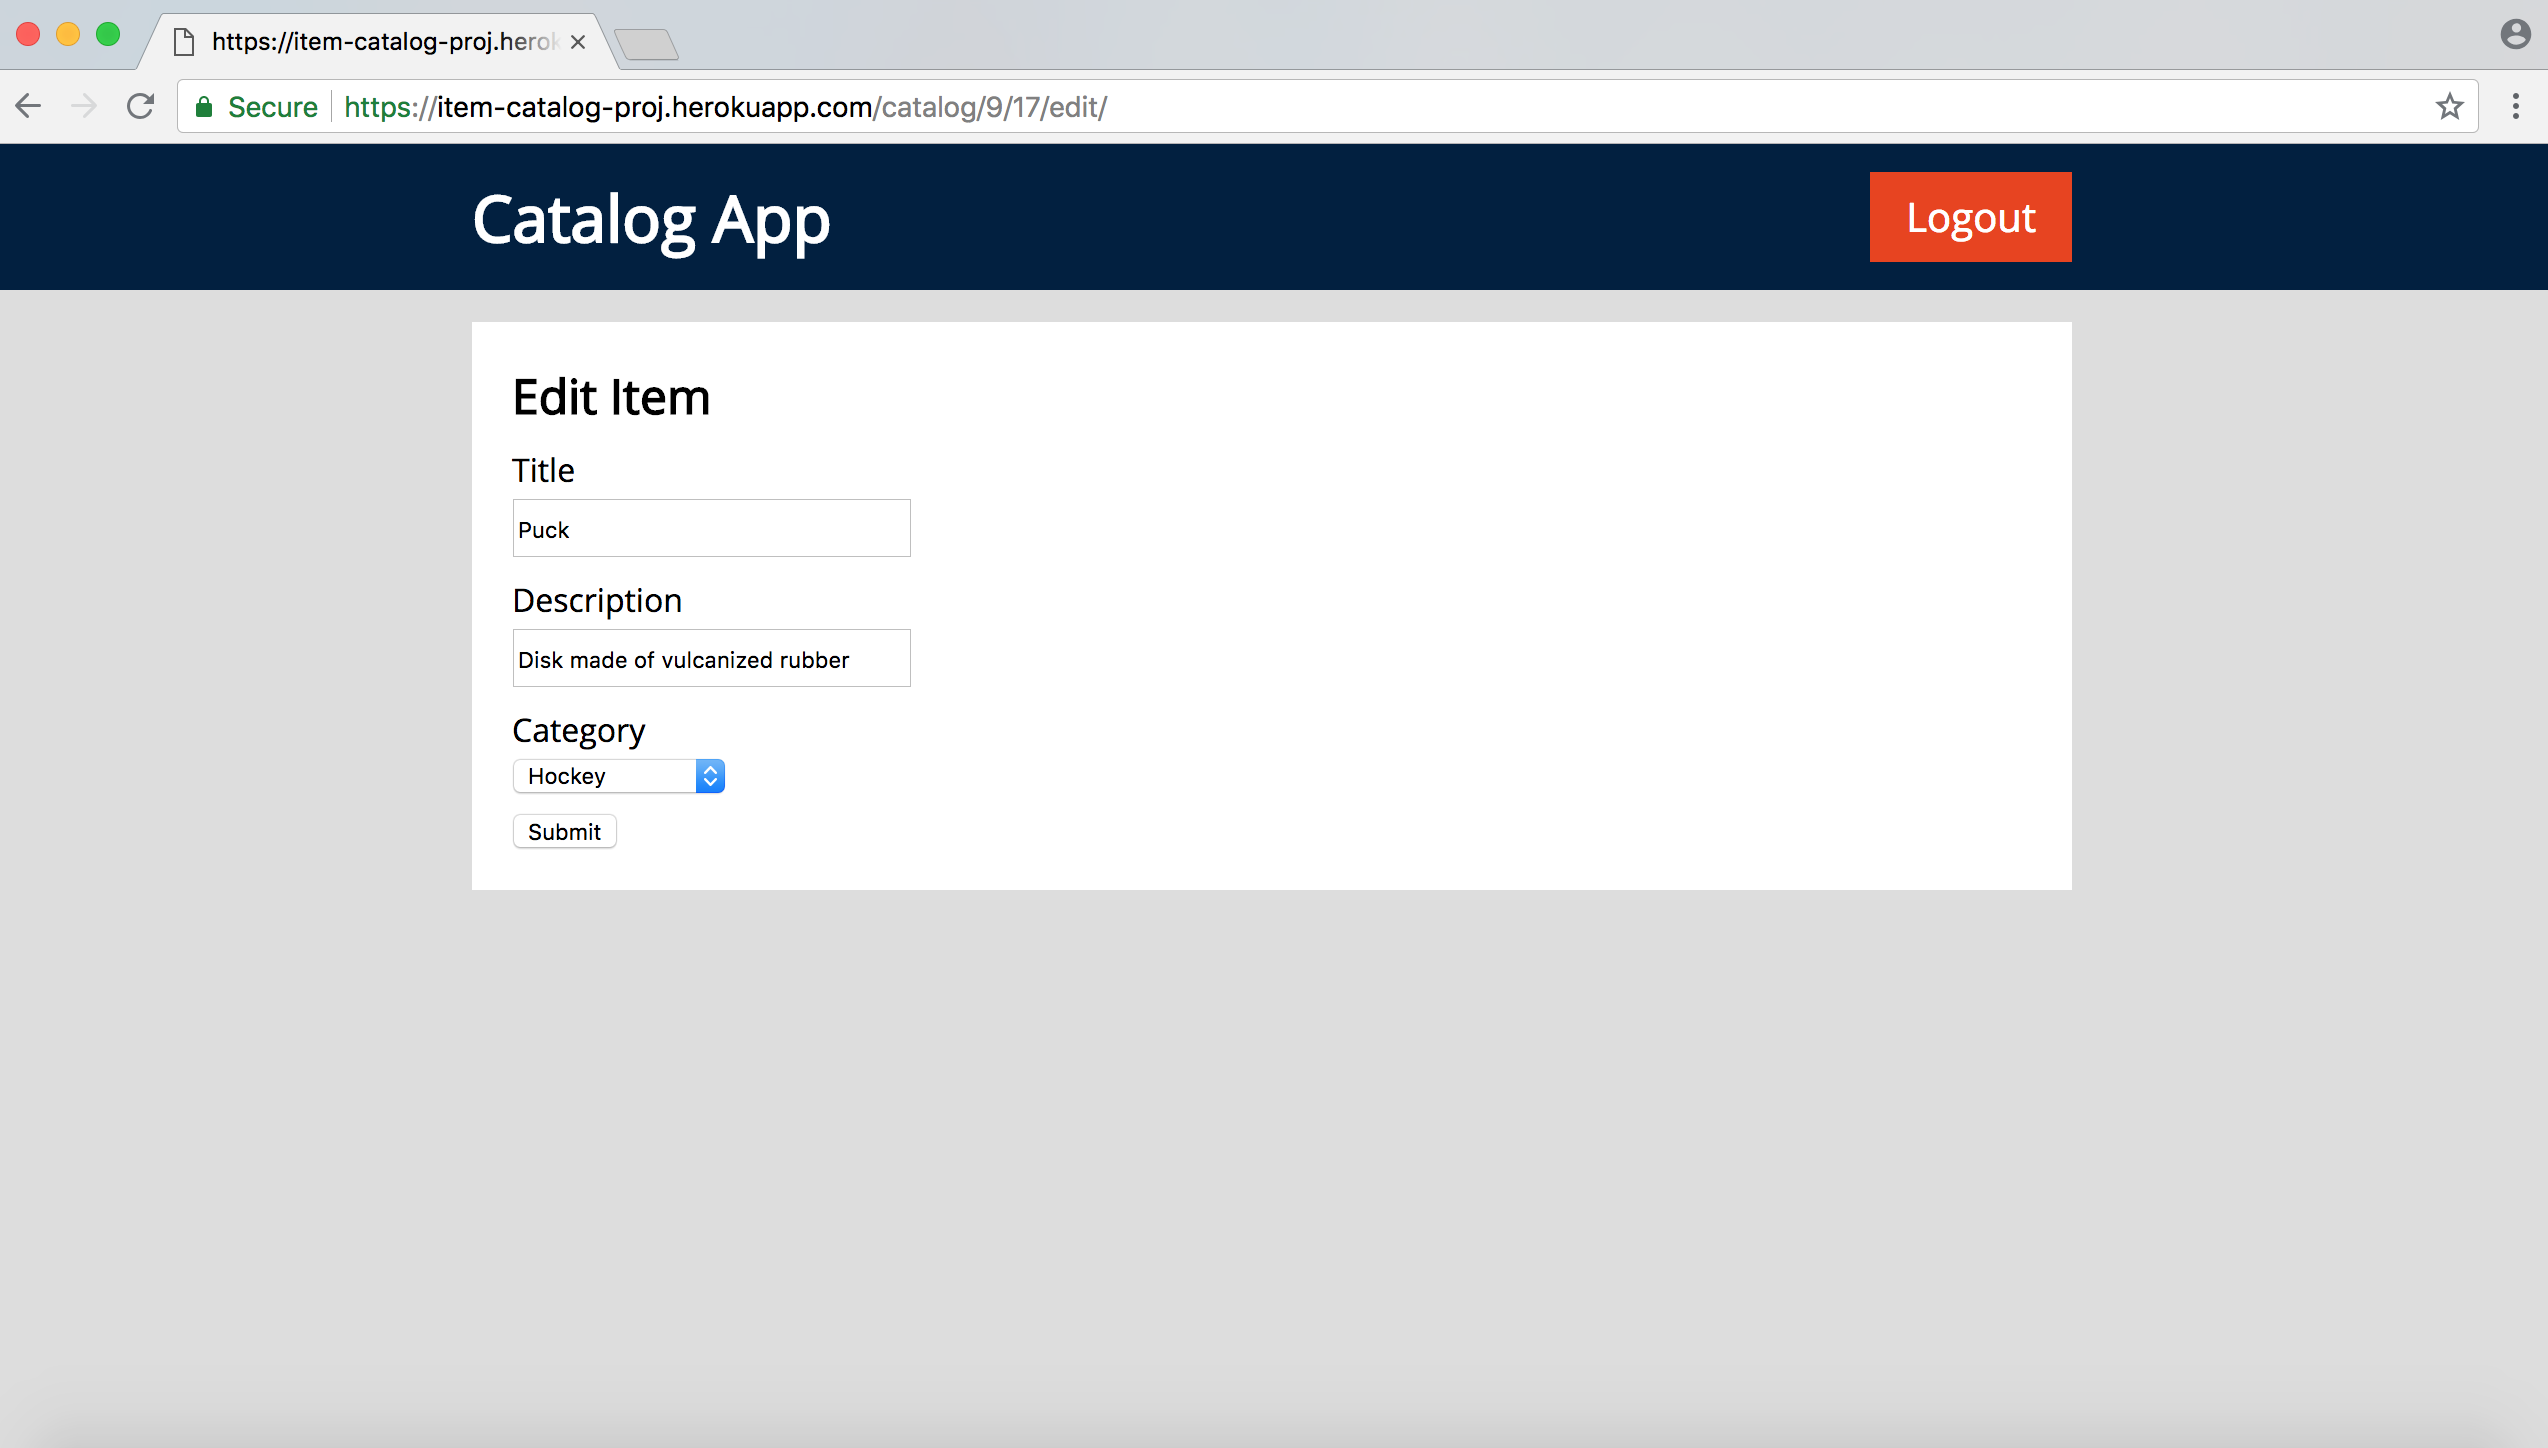 https://item-catalog-proj.herok
Secure https://item-catalog-proj.herokuapp.com/catalog/9/17/edit/
Catalog App
Logout
Edit Item
Title
Puck
Description
Disk made of vulcanized rubber
Category
Hockey
Submit